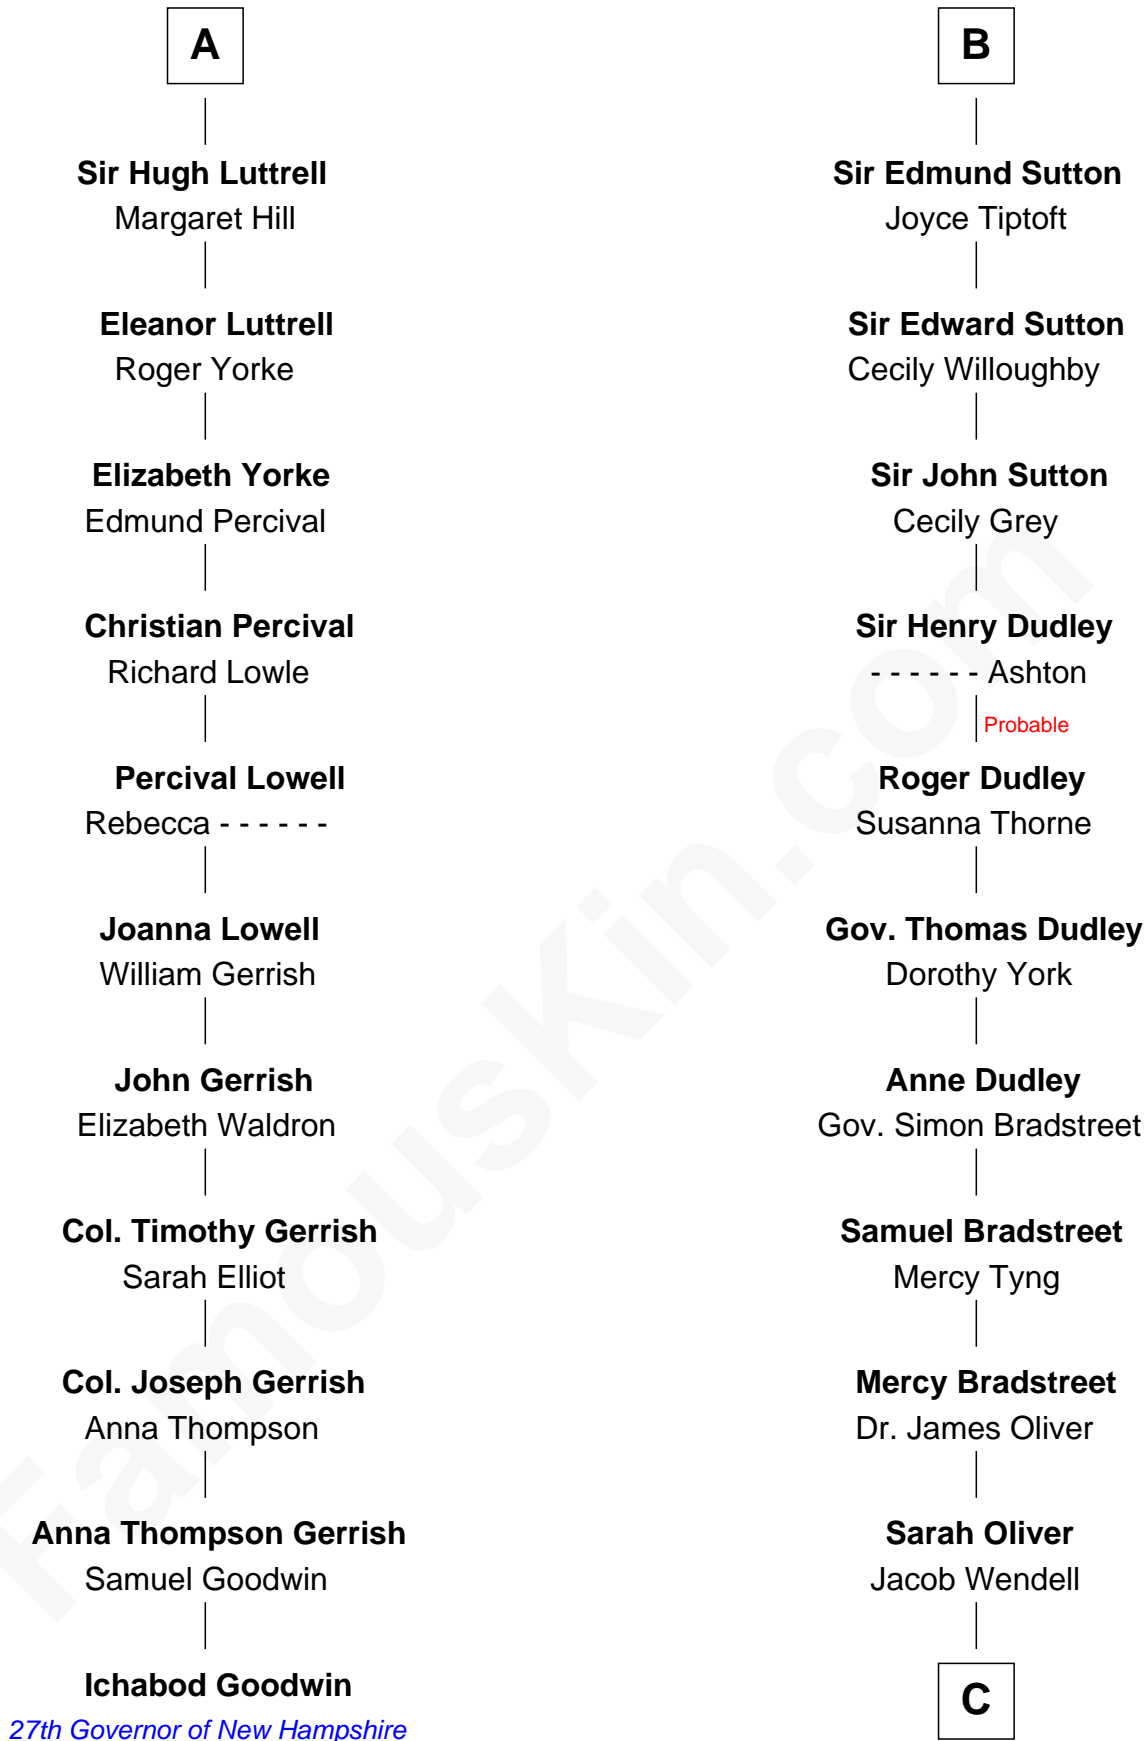 A
Sir Hugh Luttrell
Margaret Hill
Eleanor Luttrell
Roger Yorke
Elizabeth Yorke
Edmund Percival
Christian Percival
Richard Lowle
Percival Lowell
Rebecca - - - - - -
Joanna Lowell
William Gerrish
John Gerrish
Elizabeth Waldron
Col. Timothy Gerrish
Sarah Elliot
Col. Joseph Gerrish
Anna Thompson
Anna Thompson Gerrish
Samuel Goodwin
Ichabod Goodwin
27th Governor of New Hampshire
B
Sir Edmund Sutton
Joyce Tiptoft
Sir Edward Sutton
Cecily Willoughby
Sir John Sutton
Cecily Grey
Sir Henry Dudley
- - - - - - Ashton
Probable
Roger Dudley
Susanna Thorne
Gov. Thomas Dudley
Dorothy York
Anne Dudley
Gov. Simon Bradstreet
Samuel Bradstreet
Mercy Tyng
Mercy Bradstreet
Dr. James Oliver
Sarah Oliver
Jacob Wendell
C
FamousKin.com